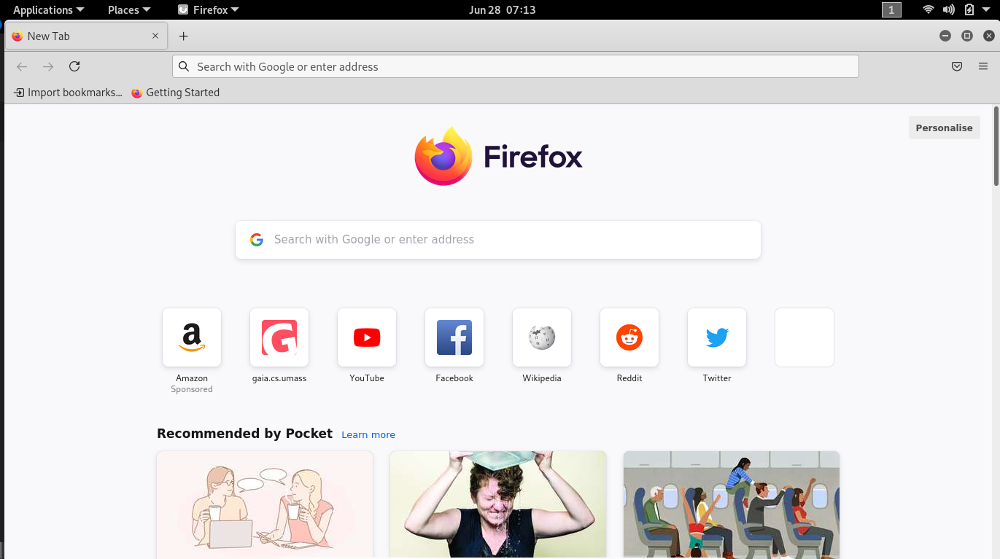 Applications Places Firefox Jun 28 07:13 1
New Tab
Search with Google or enter address
Import bookmarks... Getting Started
Personalise
Firefox
Search with Google or enter address
Amazon gaia.cs.umass YouTube Facebook Wikipedia Reddit Twitter
Sponsored
Recommended by Pocket Learn more